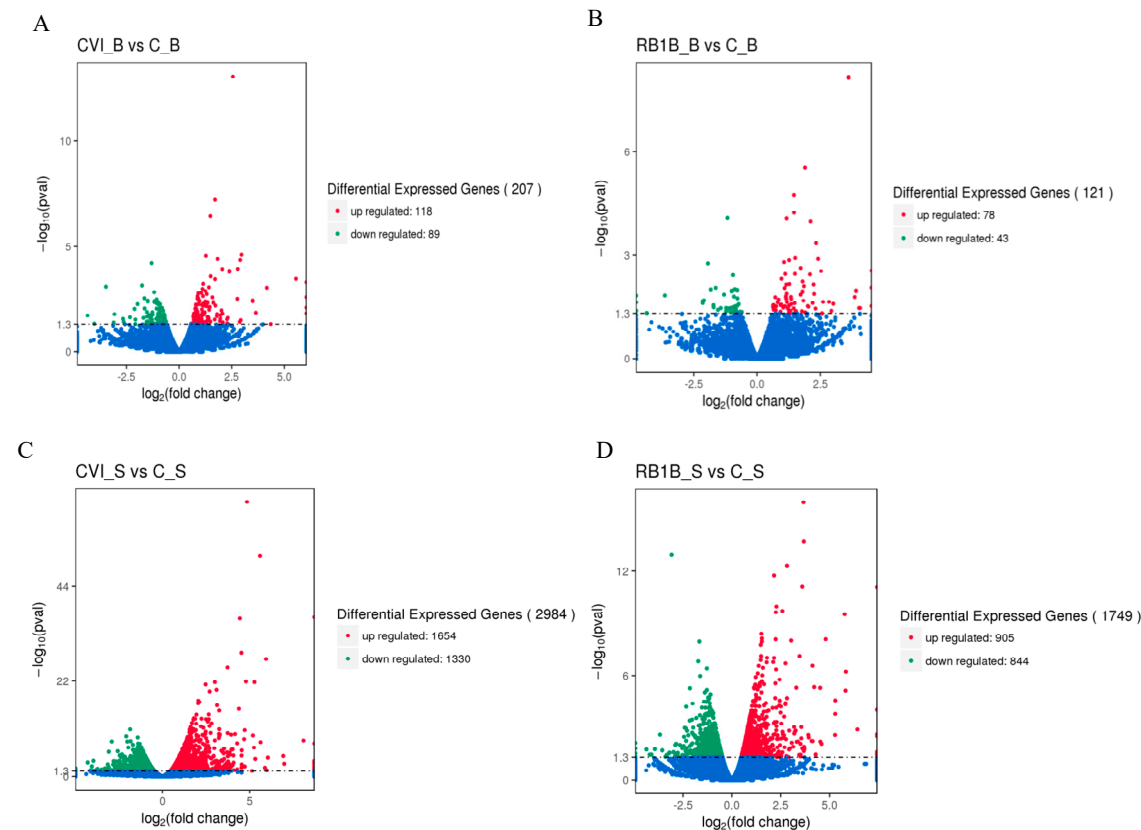 A
CVI_B vs C_B
10
5
1.3
0
-2.5
0.0
2.5
5.0
−log₁₀(pval)
log₂(fold change)
Differential Expressed Genes ( 207 )
up regulated: 118
down regulated: 89
B
RB1B_B vs C_B
6
3
1.3
0
-2.5
0.0
2.5
−log₁₀(pval)
log₂(fold change)
Differential Expressed Genes ( 121 )
up regulated: 78
down regulated: 43
C
CVI_S vs C_S
44
22
1.3
0
0
5
−log₁₀(pval)
log₂(fold change)
Differential Expressed Genes ( 2984 )
up regulated: 1654
down regulated: 1330
D
RB1B_S vs C_S
12
6
1.3
0
-2.5
0.0
2.5
5.0
−log₁₀(pval)
log₂(fold change)
Differential Expressed Genes ( 1749 )
up regulated: 905
down regulated: 844